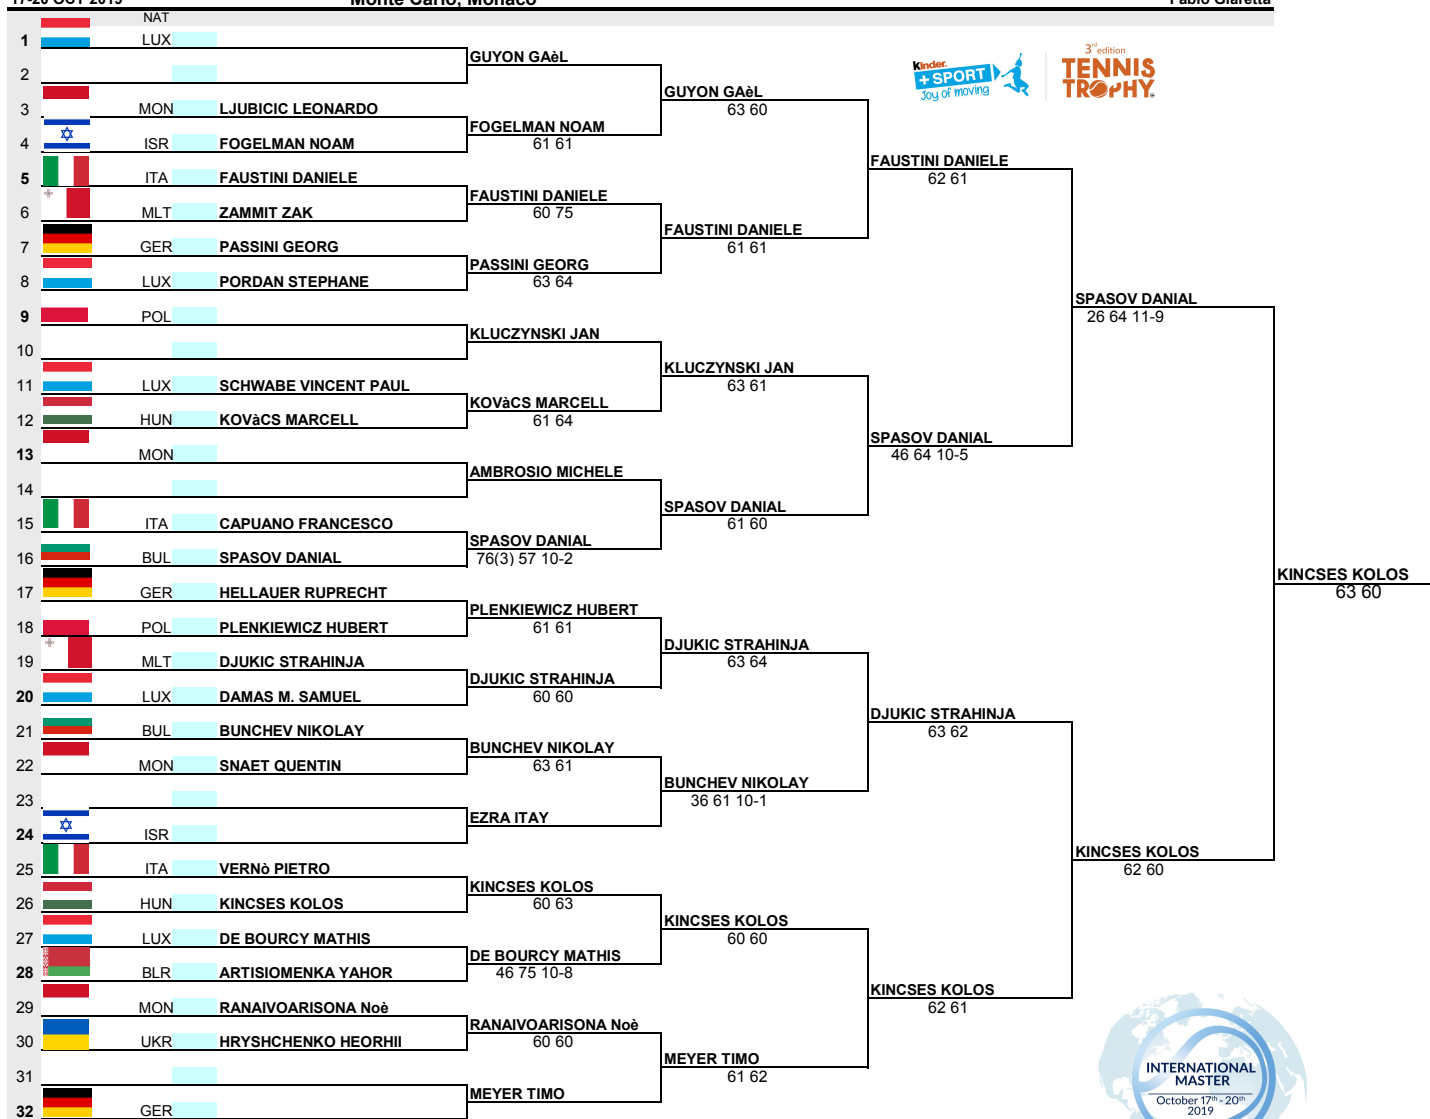 17-20 OCT 2019 Monte Carlo, Monaco Fabio Giaretta
NAT
1 LUX
GUYON GAèL
2
3 MON LJUBICIC LEONARDO
GUYON GAèL
63 60
4 ISR FOGELMAN NOAM
FOGELMAN NOAM
61 61
kinder.
+ SPORT
Joy of moving
3rd edition
TENNIS
TROPHY
5 ITA FAUSTINI DANIELE
FAUSTINI DANIELE
62 61
6 MLT ZAMMIT ZAK
FAUSTINI DANIELE
60 75
7 GER PASSINI GEORG
FAUSTINI DANIELE
61 61
8 LUX PORDAN STEPHANE
PASSINI GEORG
63 64
9 POL
SPASOV DANIAL
26 64 11-9
10
KLUCZYNSKI JAN
11 LUX SCHWABE VINCENT PAUL
KLUCZYNSKI JAN
63 61
12 HUN KOVàCS MARCELL
KOVàCS MARCELL
61 64
13 MON
SPASOV DANIAL
46 64 10-5
14
AMBROSIO MICHELE
15 ITA CAPUANO FRANCESCO
SPASOV DANIAL
61 60
16 BUL SPASOV DANIAL
SPASOV DANIAL
76(3) 57 10-2
17 GER HELLAUER RUPRECHT
KINCSES KOLOS
63 60
18 POL PLENKIEWICZ HUBERT
PLENKIEWICZ HUBERT
61 61
19 MLT DJUKIC STRAHINJA
DJUKIC STRAHINJA
63 64
20 LUX DAMAS M. SAMUEL
DJUKIC STRAHINJA
60 60
21 BUL BUNCHEV NIKOLAY
DJUKIC STRAHINJA
63 62
22 MON SNAET QUENTIN
BUNCHEV NIKOLAY
63 61
23
BUNCHEV NIKOLAY
36 61 10-1
24 ISR
EZRA ITAY
25 ITA VERNò PIETRO
KINCSES KOLOS
62 60
26 HUN KINCSES KOLOS
KINCSES KOLOS
60 63
27 LUX DE BOURCY MATHIS
KINCSES KOLOS
60 60
28 BLR ARTISIOMENKA YAHOR
DE BOURCY MATHIS
46 75 10-8
29 MON RANAIVOARISONA Noè
KINCSES KOLOS
62 61
30 UKR HRYSHCHENKO HEORHII
RANAIVOARISONA Noè
60 60
31
MEYER TIMO
61 62
32 GER
MEYER TIMO
INTERNATIONAL
MASTER
October 17th - 20th
2019